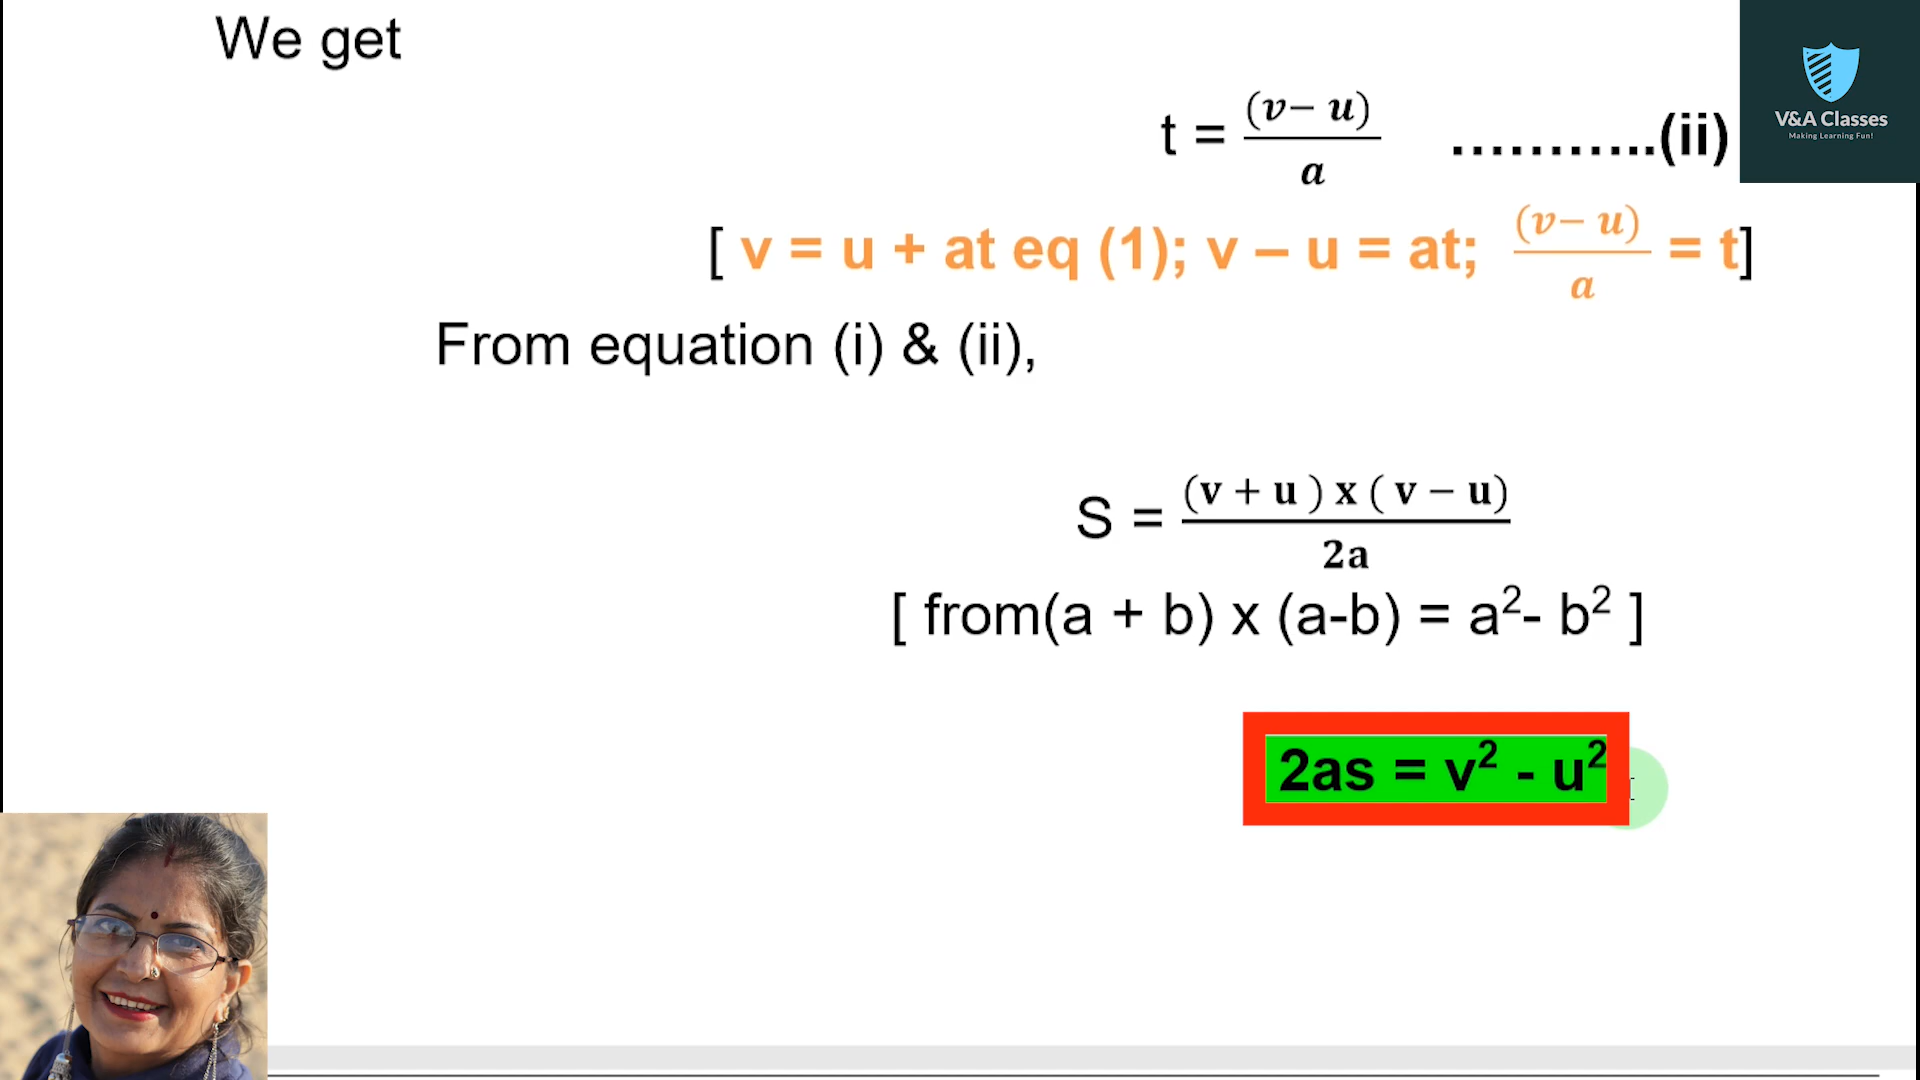 We get
t = (v− u)/a ………..(ii)
[ v = u + at eq (1); v – u = at; (v− u)/a = t]
From equation (i) & (ii),
S = (v + u ) x ( v − u)/2a
[ from(a + b) x (a-b) = a²- b² ]
2as = v² - u²
V&A Classes
Making Learning Fun!